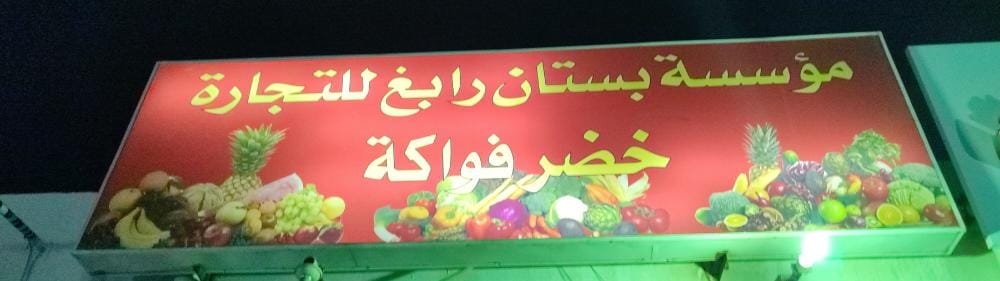 مؤسسة بستان رابغ للتجارة
خضر فواكة